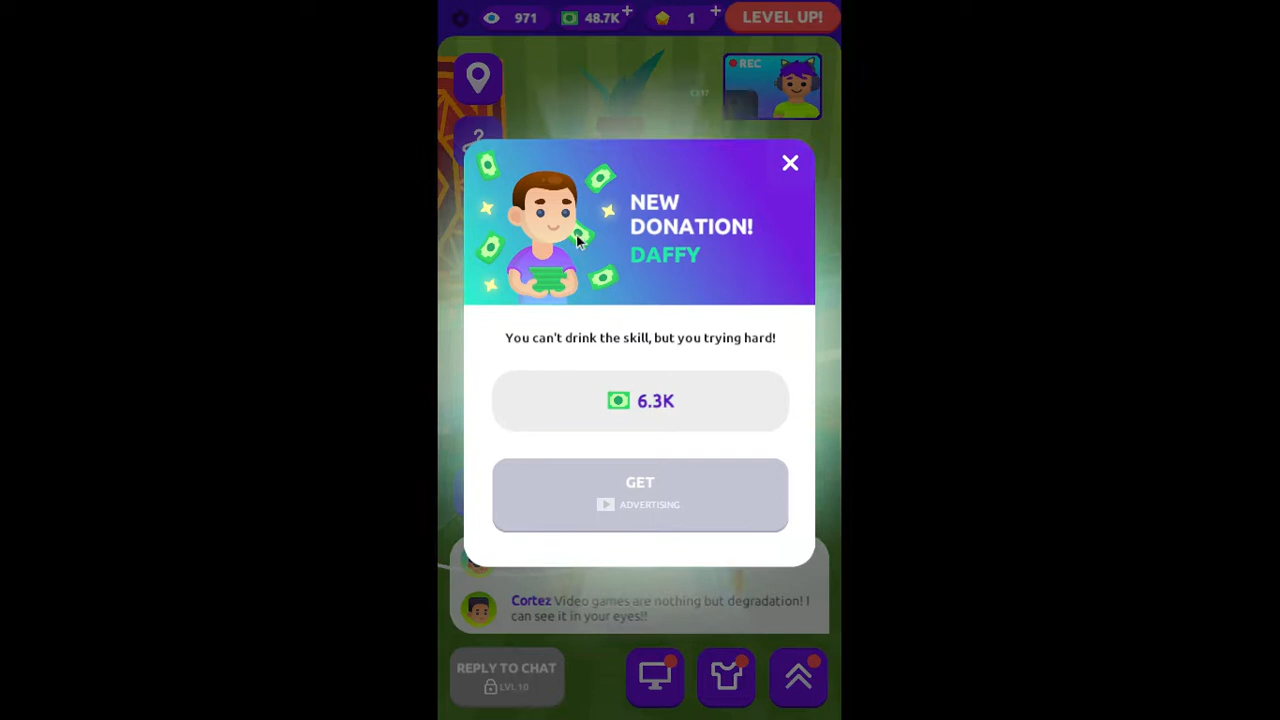 971
48.7K
1
LEVEL UP!
REC
NEW
DONATION!
DAFFY
You can't drink the skill, but you trying hard!
6.3K
GET
ADVERTISING
Cortez Video games are nothing but degradation! I
can see it in your eyes!!
REPLY TO CHAT
LVL 10